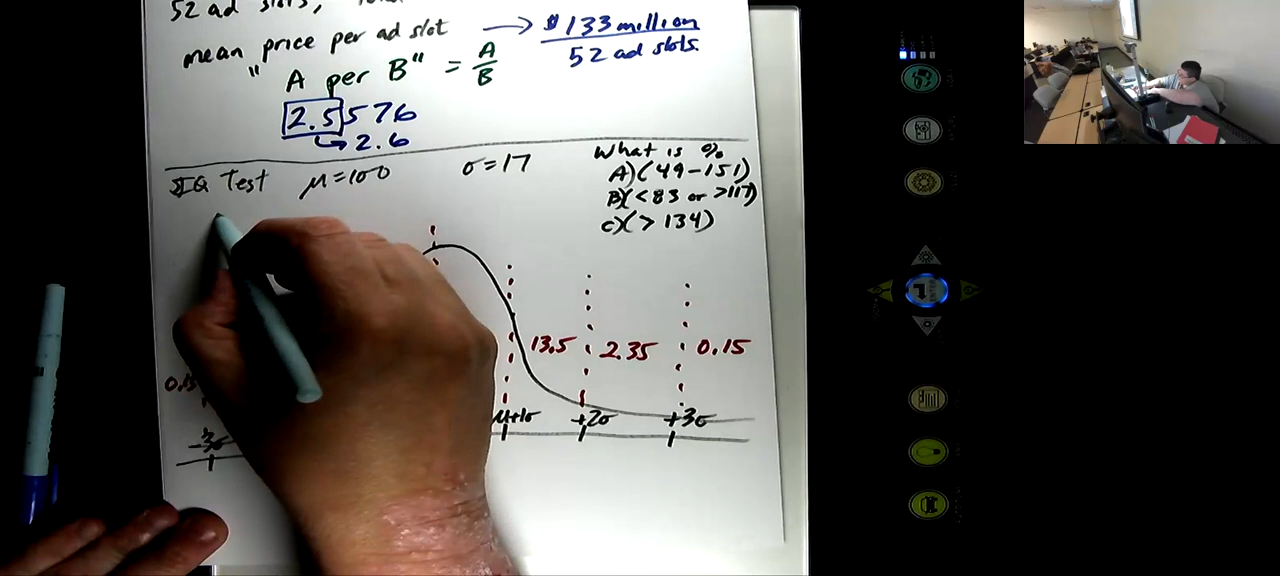 52 ad slots,
mean price per ad slot → $133 million
52 ad slots
"A per B" = A
B
2.5576
→ 2.6
IQ Test μ=100 σ=17
What is %
A) (49-151)
B) (<83 or >117)
C) (> 134)
13.5 2.35 0.15
0.15
-3σ μ+1σ +2σ +3σ